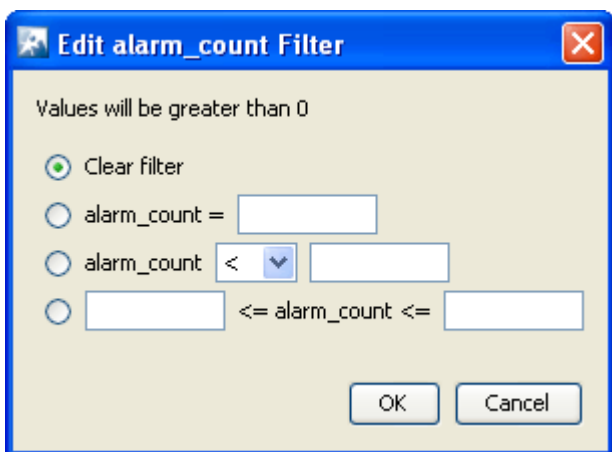 Edit alarm_count Filter
Values will be greater than 0
Clear filter
alarm_count =
alarm_count <
<= alarm_count <=
OK Cancel